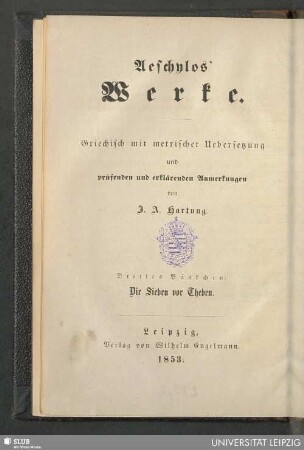 Aeschylos'
Werke.
Griechisch mit metrischer Uebersetzung
und
prüfenden und erklärenden Anmerkungen
von
J. A. Hartung.
Drittes Bändchen:
Die Sieben vor Theben.
Leipzig,
Verlag von Wilhelm Engelmann.
1853.
SLUB
UNIVERSITÄT LEIPZIG